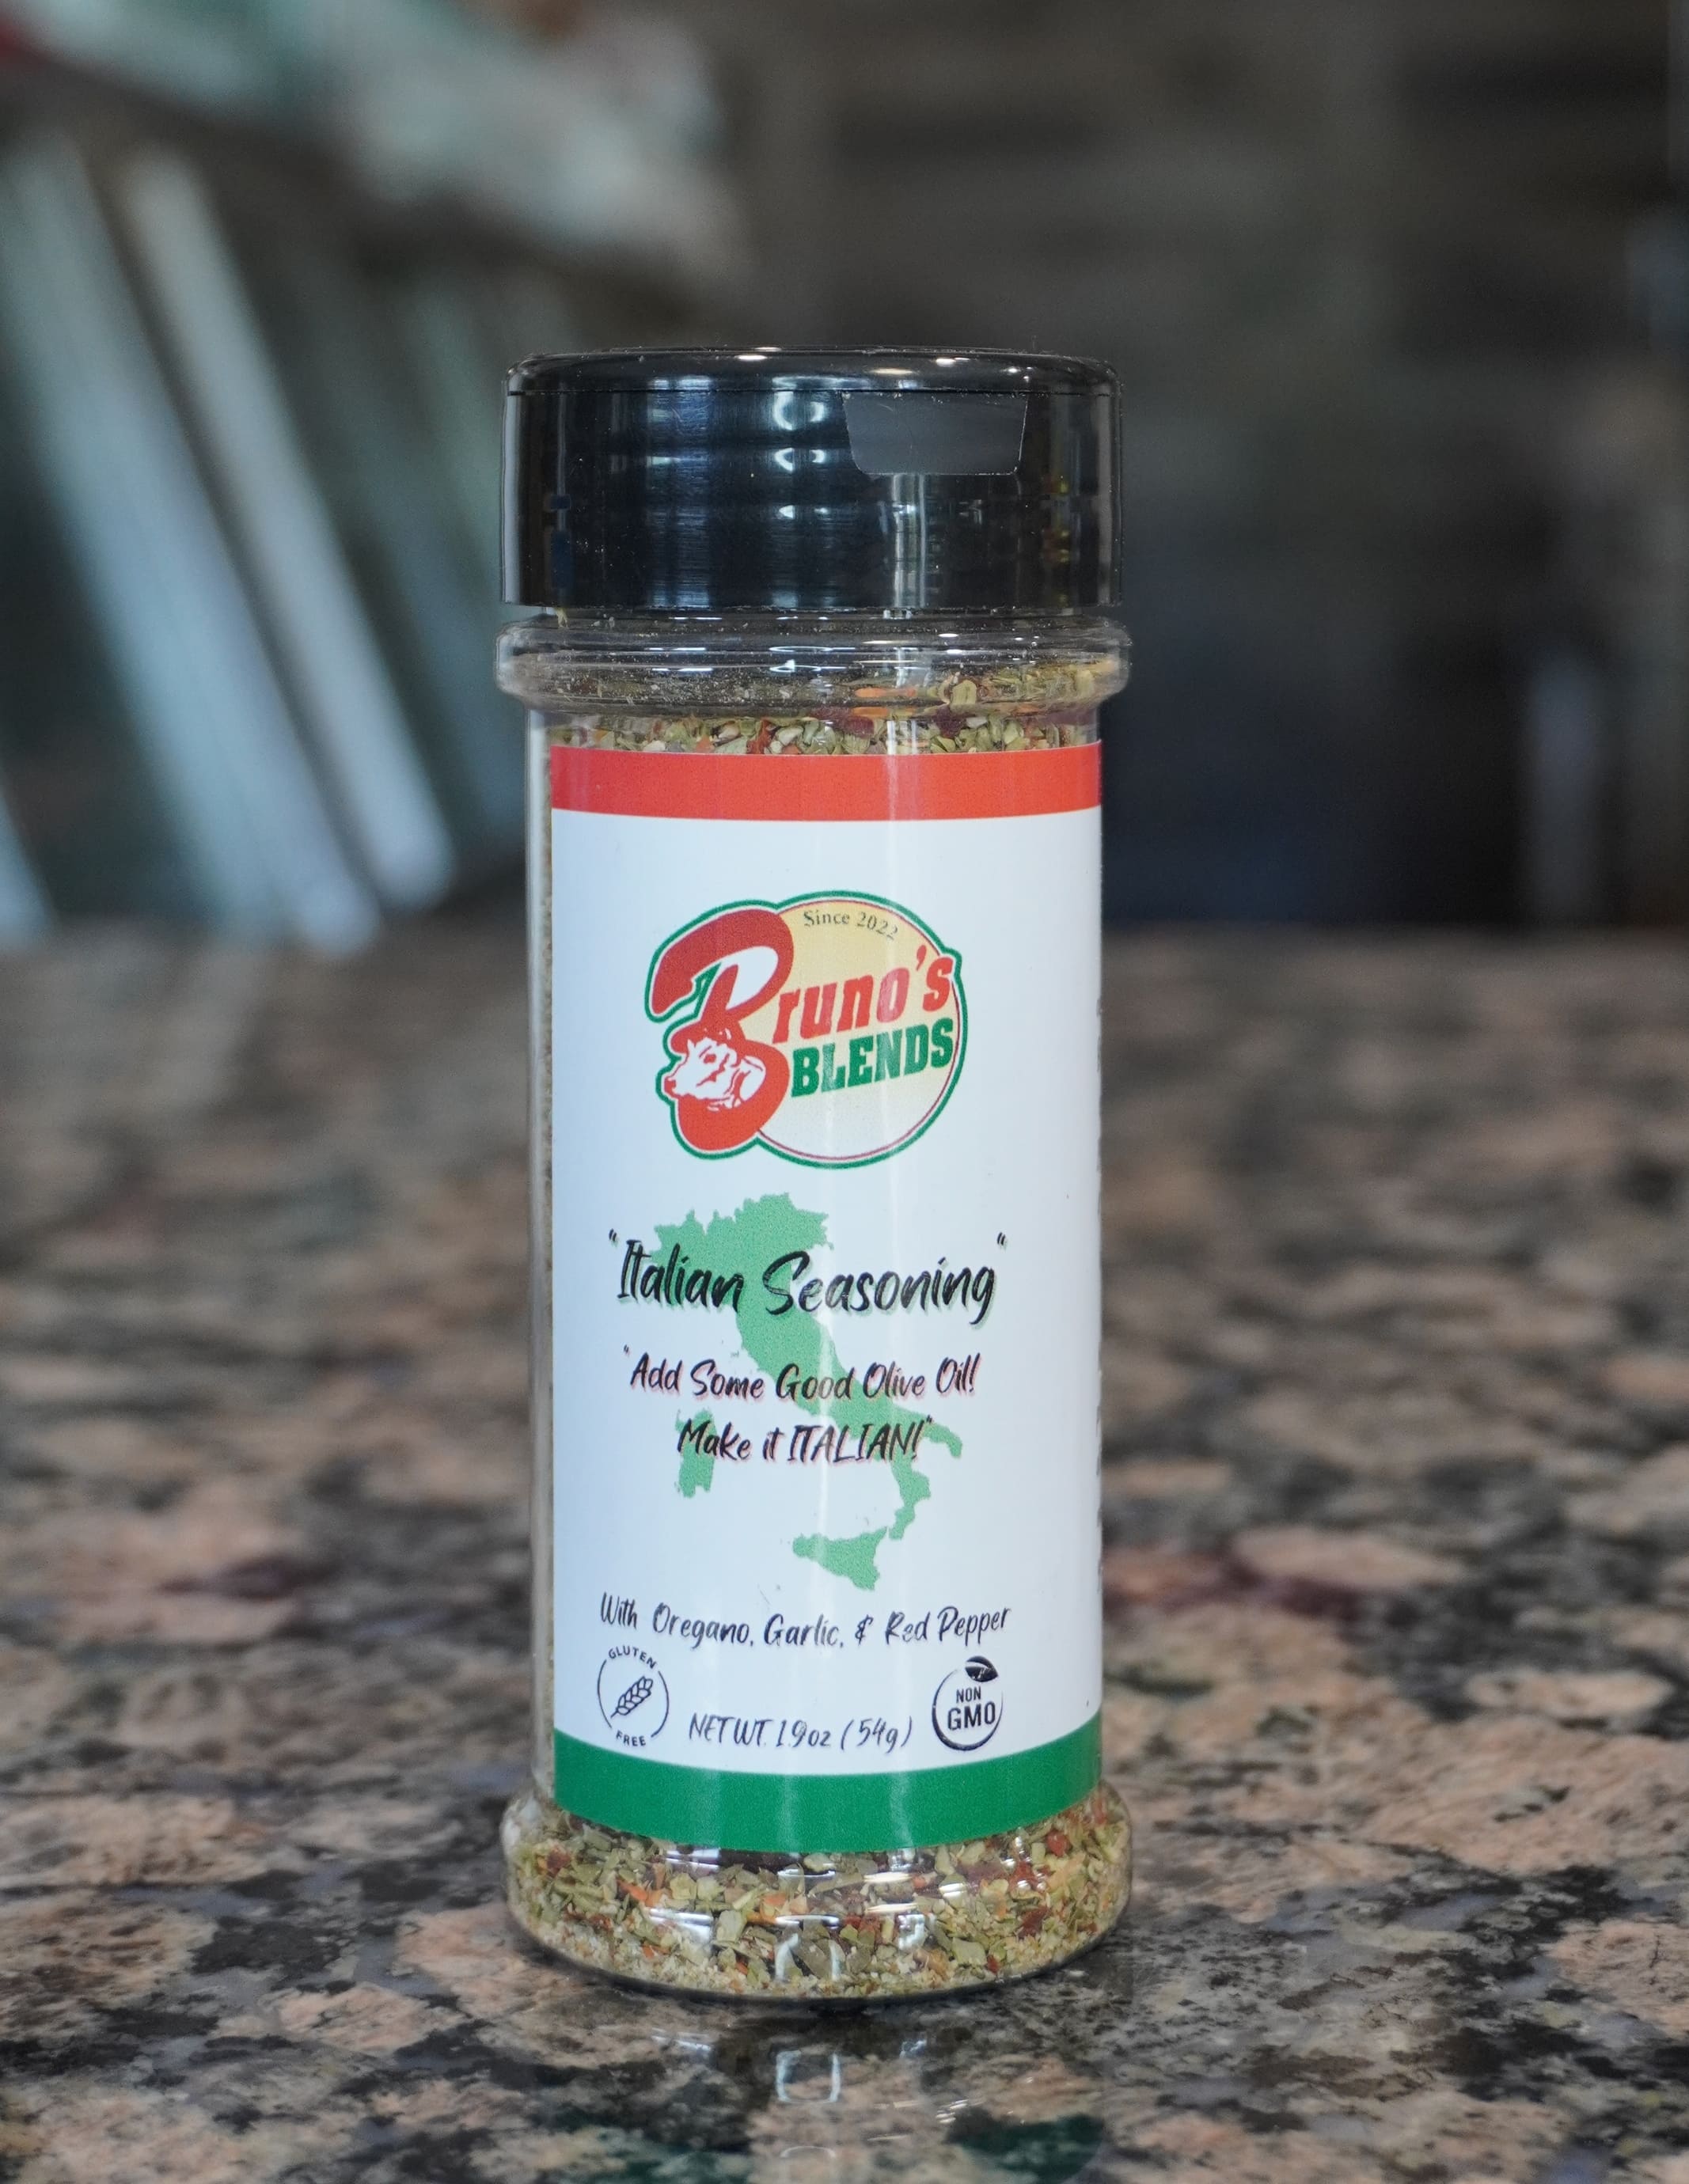 Since 2022
Bruno's
BLENDS
"Italian Seasoning"
"Add Some Good Olive Oil!
Make it ITALIAN!"
With Oregano, Garlic, & Red Pepper
GLUTEN
FREE
NET WT. 1.9oz (54g)
NON
GMO